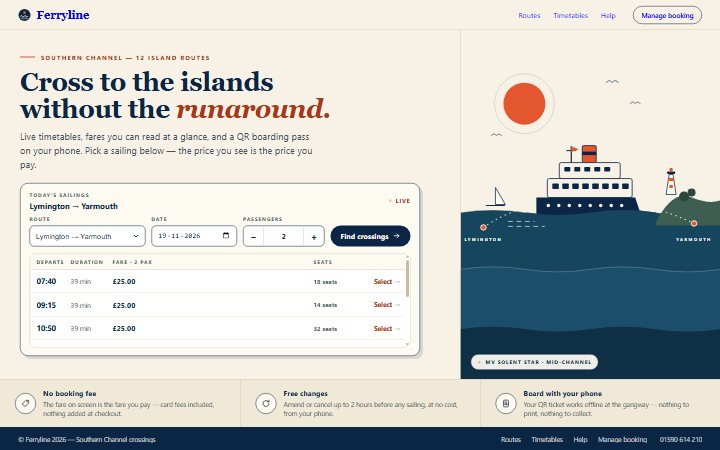 Ferryline
Routes Timetables Help Manage booking
SOUTHERN CHANNEL — 12 ISLAND ROUTES
Cross to the islands
without the runaround.
Live timetables, fares you can read at a glance, and a QR boarding pass
on your phone. Pick a sailing below — the price you see is the price you
pay.
TODAY'S SAILINGS
Lymington → Yarmouth
LIVE
ROUTE DATE PASSENGERS
Lymington → Yarmouth 19-11-2026 − 2 + Find crossings →
DEPARTS DURATION FARE · 2 PAX SEATS
07:40 39 min £25.00 18 seats Select →
09:15 39 min £25.00 14 seats Select →
10:50 39 min £25.00 32 seats Select →
LYMINGTON YARMOUTH
MV SOLENT STAR · MID-CHANNEL
No booking fee
The fare on screen is the fare you pay — card fees included,
nothing added at checkout.
Free changes
Amend or cancel up to 2 hours before any sailing, at no cost,
from your phone.
Board with your phone
Your QR ticket works offline at the gangway — nothing to
print, nothing to collect.
© Ferryline 2026 — Southern Channel crossings
Routes Timetables Help Manage booking 01590 614 210